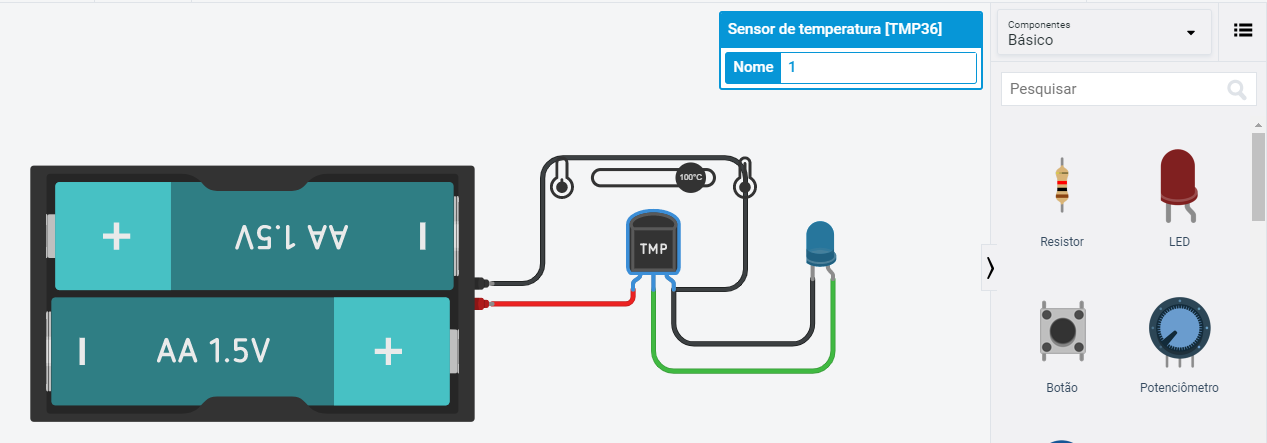 Sensor de temperatura [TMP36]
Nome 1
Componentes
Básico
Pesquisar
100°C
TMP
AA 1.5V
+
AA 1.5V
+
Resistor
LED
Botão
Potenciômetro